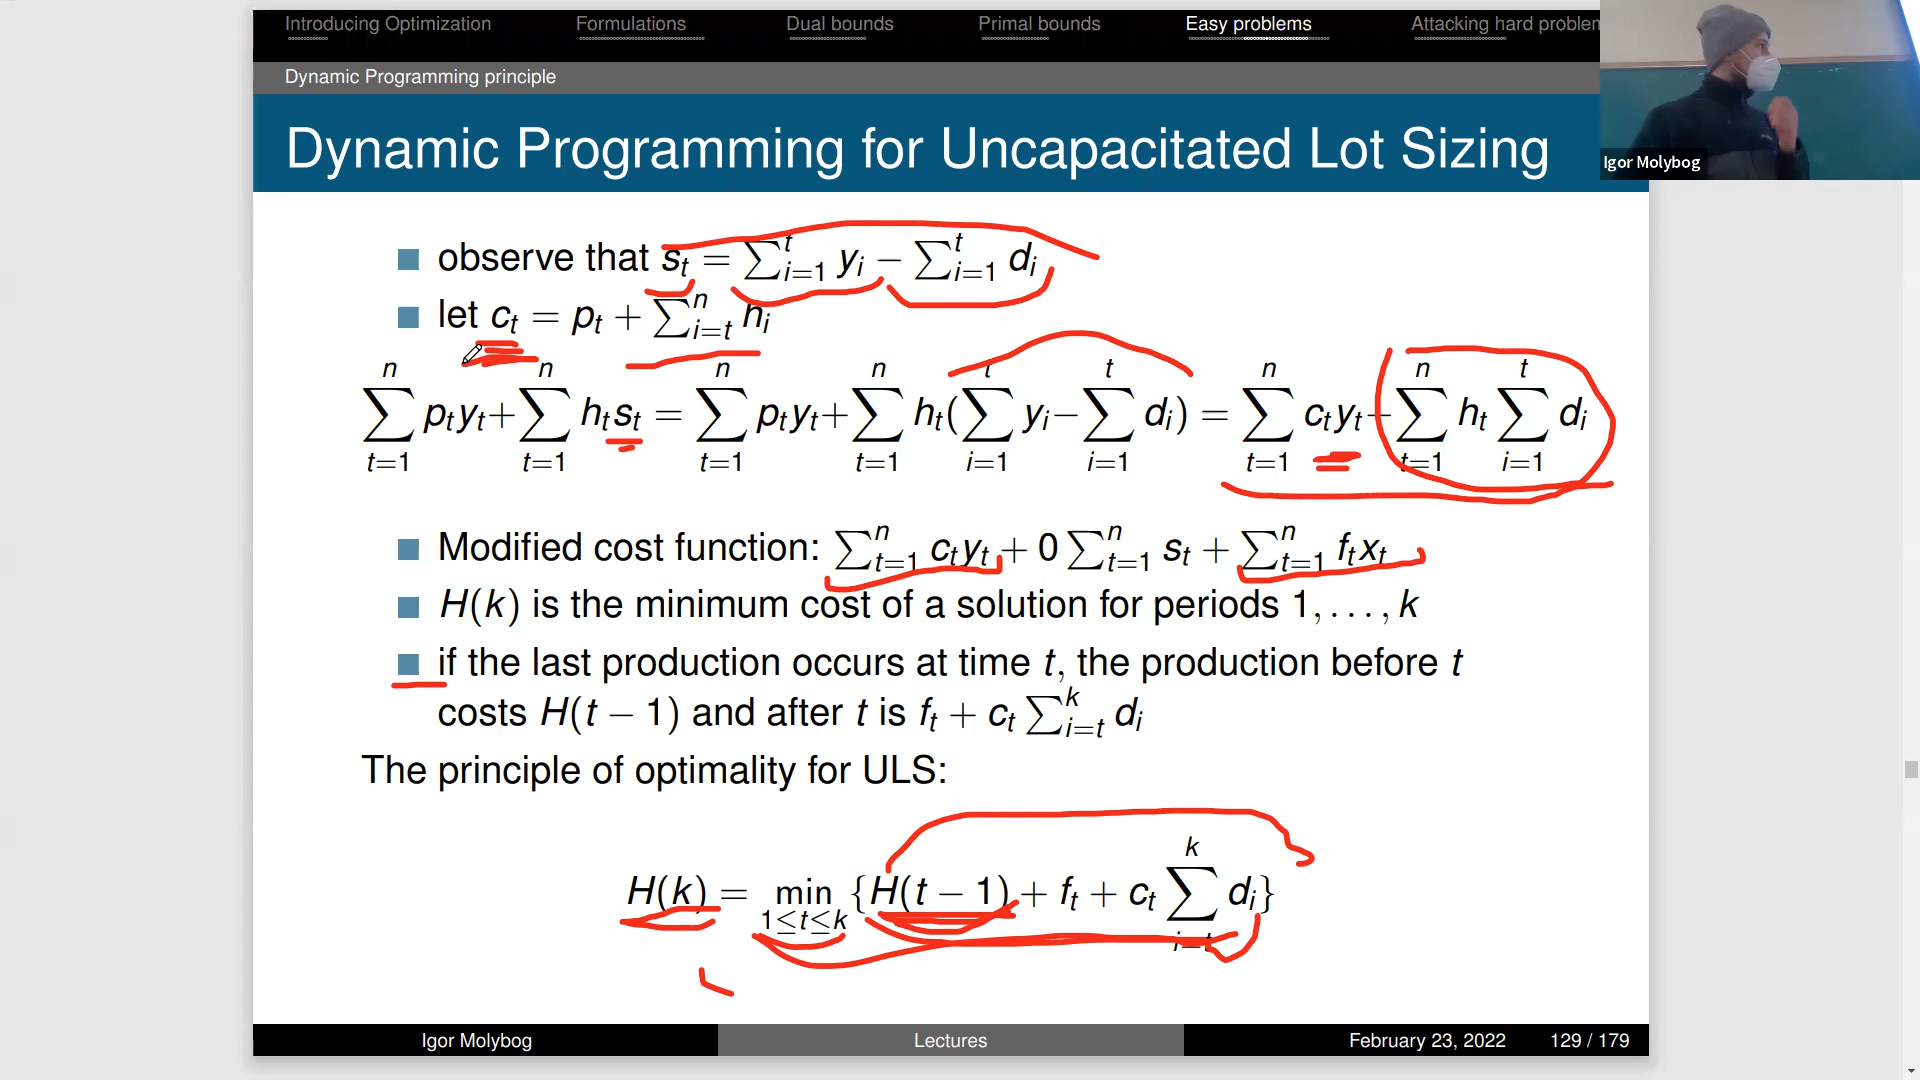 Introducing Optimization Formulations Dual bounds Primal bounds Easy problems Attacking hard problem
Dynamic Programming principle
Dynamic Programming for Uncapacitated Lot Sizing
Igor Molybog
observe that s_t = ∑_{i=1}^t y_i − ∑_{i=1}^t d_i
let c_t = p_t + ∑_{i=t}^n h_i
∑_{t=1}^n p_t y_t + ∑_{t=1}^n h_t s_t = ∑_{t=1}^n p_t y_t + ∑_{t=1}^n h_t(∑_{i=1}^t y_i − ∑_{i=1}^t d_i) = ∑_{t=1}^n c_t y_t − ∑_{t=1}^n h_t ∑_{i=1}^t d_i
Modified cost function: ∑_{t=1}^n c_t y_t + 0 ∑_{t=1}^n s_t + ∑_{t=1}^n f_t x_t
H(k) is the minimum cost of a solution for periods 1, . . . , k
if the last production occurs at time t, the production before t
costs H(t − 1) and after t is f_t + c_t ∑_{i=t}^k d_i
The principle of optimality for ULS:
H(k) = min_{1≤t≤k} {H(t − 1) + f_t + c_t ∑_{i=t}^k d_i}
Igor Molybog Lectures February 23, 2022 129 / 179